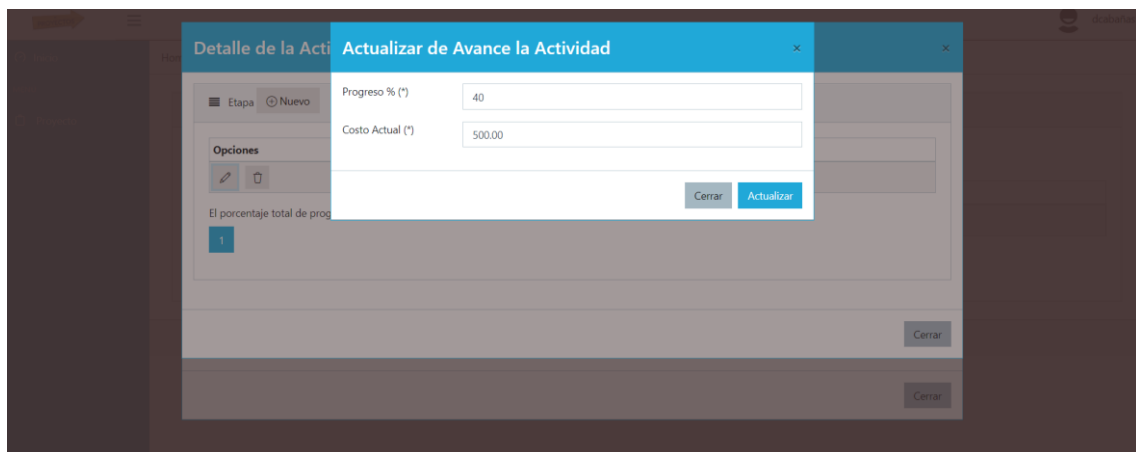 Detalle de la Acti
Actualizar de Avance la Actividad
×
×
Etapa
Nuevo
Progreso % (*)
40
Costo Actual (*)
500.00
Opciones
Cerrar
Actualizar
El porcentaje total de prog
1
Cerrar
Cerrar